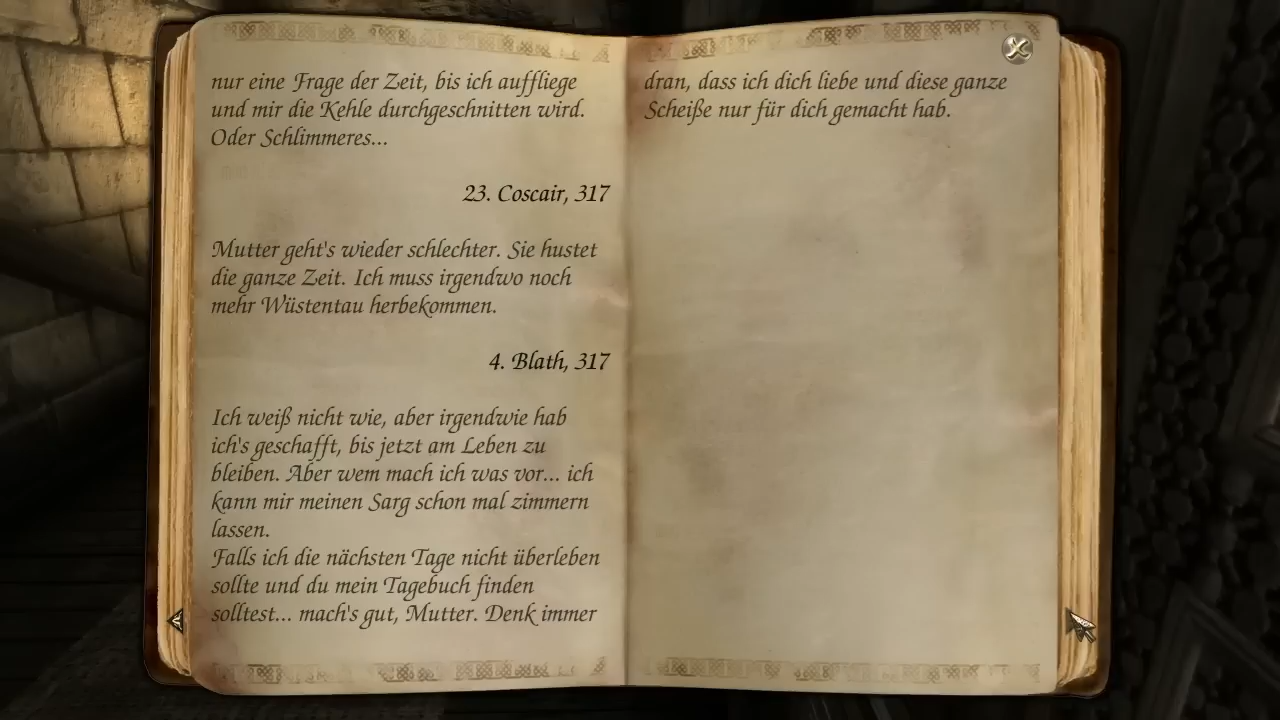 nur eine Frage der Zeit, bis ich auffliege
und mir die Kehle durchgeschnitten wird.
Oder Schlimmeres...
23. Coscair, 317
Mutter geht's wieder schlechter. Sie hustet
die ganze Zeit. Ich muss irgendwo noch
mehr Wüstentau herbekommen.
4. Blath, 317
Ich weiß nicht wie, aber irgendwie hab
ich's geschafft, bis jetzt am Leben zu
bleiben. Aber wem mach ich was vor... ich
kann mir meinen Sarg schon mal zimmern
lassen.
Falls ich die nächsten Tage nicht überleben
sollte und du mein Tagebuch finden
solltest... mach's gut, Mutter. Denk immer
dran, dass ich dich liebe und diese ganze
Scheiße nur für dich gemacht hab.